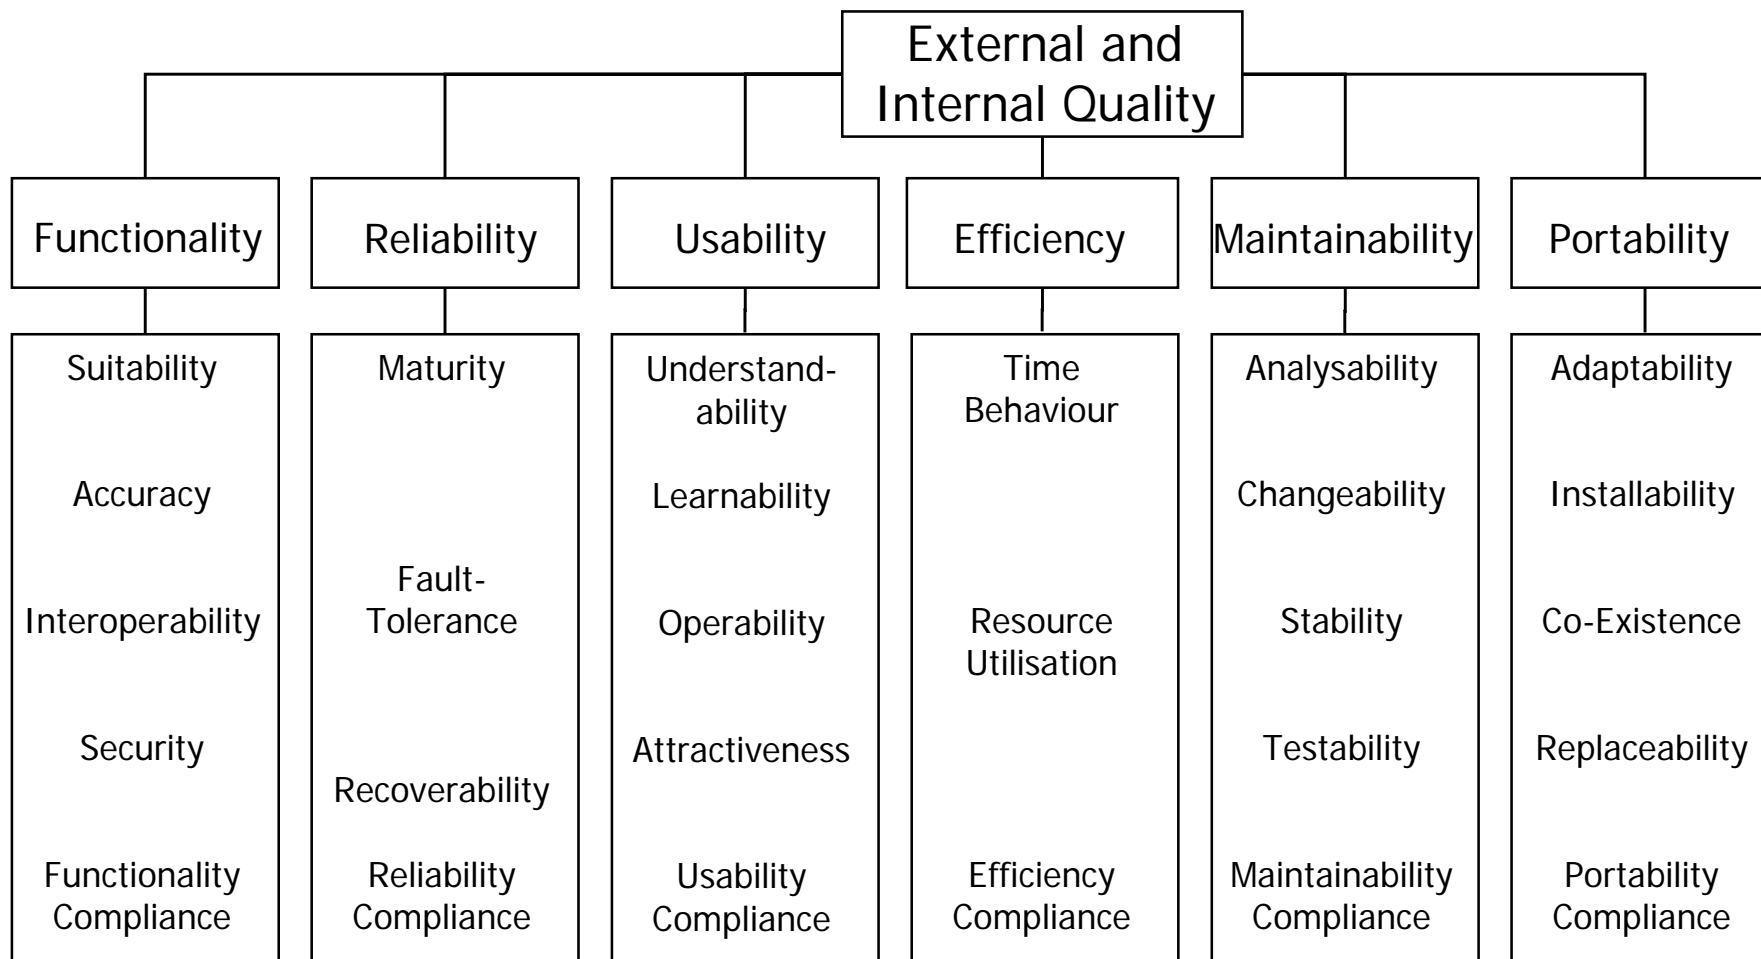 External and
Internal Quality
Functionality
Reliability
Usability
Efficiency
Maintainability
Portability
Suitability
Accuracy
Interoperability
Security
Functionality
Compliance
Maturity
Fault-
Tolerance
Recoverability
Reliability
Compliance
Understand-
ability
Learnability
Operability
Attractiveness
Usability
Compliance
Time
Behaviour
Resource
Utilisation
Efficiency
Compliance
Analysability
Changeability
Stability
Testability
Maintainability
Compliance
Adaptability
Installability
Co-Existence
Replaceability
Portability
Compliance